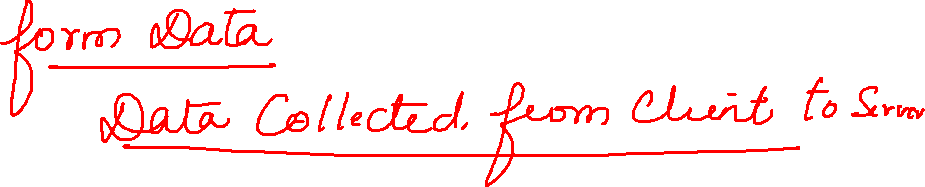 form Data
Data Collected from Client to Server